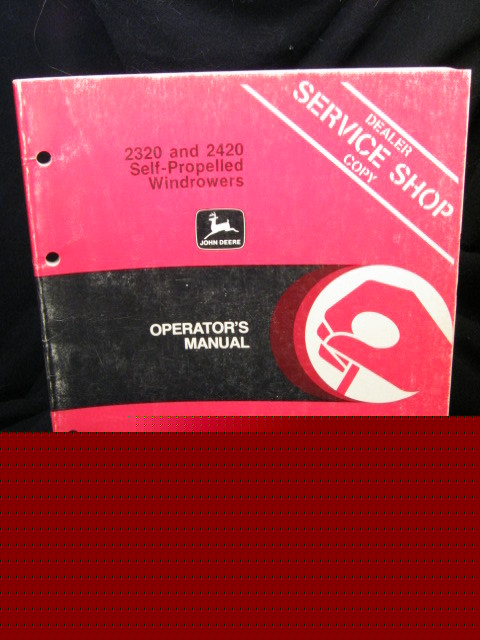 DEALER
SERVICE SHOP
COPY
2320 and 2420
Self-Propelled
Windrowers
JOHN DEERE
OPERATOR'S
MANUAL